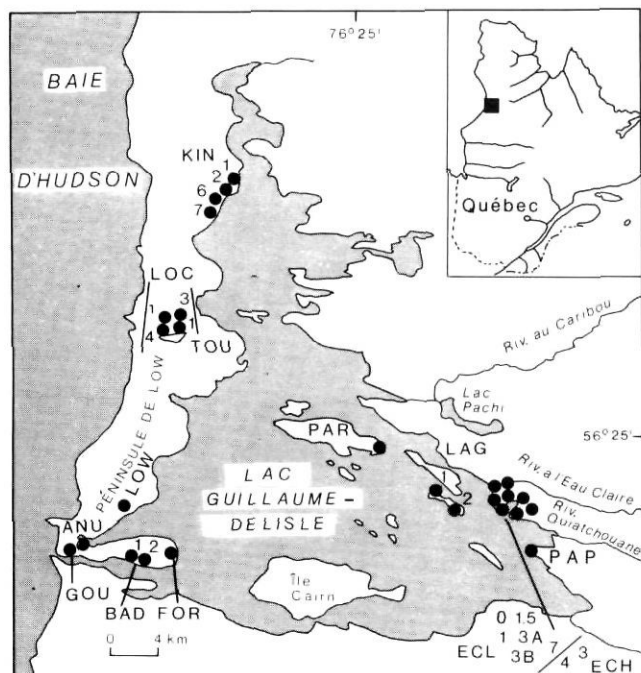 76°25'
BAIE
D'HUDSON
KIN
1
2
6
7
Québec
LOC
1
3
4
1
TOU
Riv. au Caribou
Lac
Pachi
56°25'
PÉNINSULE DE LOW
PAR
LAG
LOW
LAC
GUILLAUME-
DELISLE
1
2
Riv. à l'Eau Claire
Riv.
Ouiatchouane
ANU
1 2
PAP
GOU
BAD FOR
Île
Cairn
0 4 km
0 1.5
1 3A
ECL 3B
7
4
3
ECH